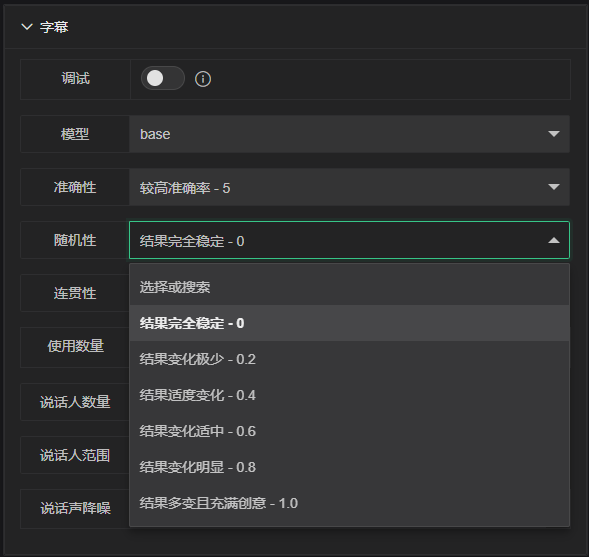 字幕
调试
模型 base
准确性 较高准确率 - 5
随机性 结果完全稳定 - 0
选择或搜索
连贯性
结果完全稳定 - 0
使用数量
结果变化极少 - 0.2
结果适度变化 - 0.4
说话人数量
结果变化适中 - 0.6
说话人范围
结果变化明显 - 0.8
说话声降噪
结果多变且充满创意 - 1.0